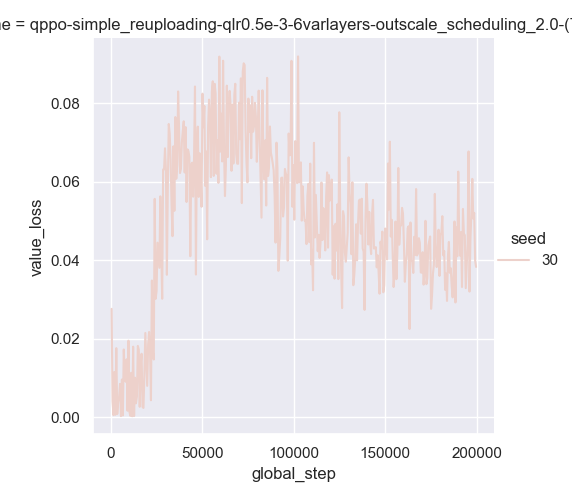 = qppo-simple_reuploading-qlr0.5e-3-6varlayers-outscale_scheduling_2.0-
value_loss
0.08
0.06
0.04
0.02
0.00
0
50000
100000
150000
200000
global_step
seed
30